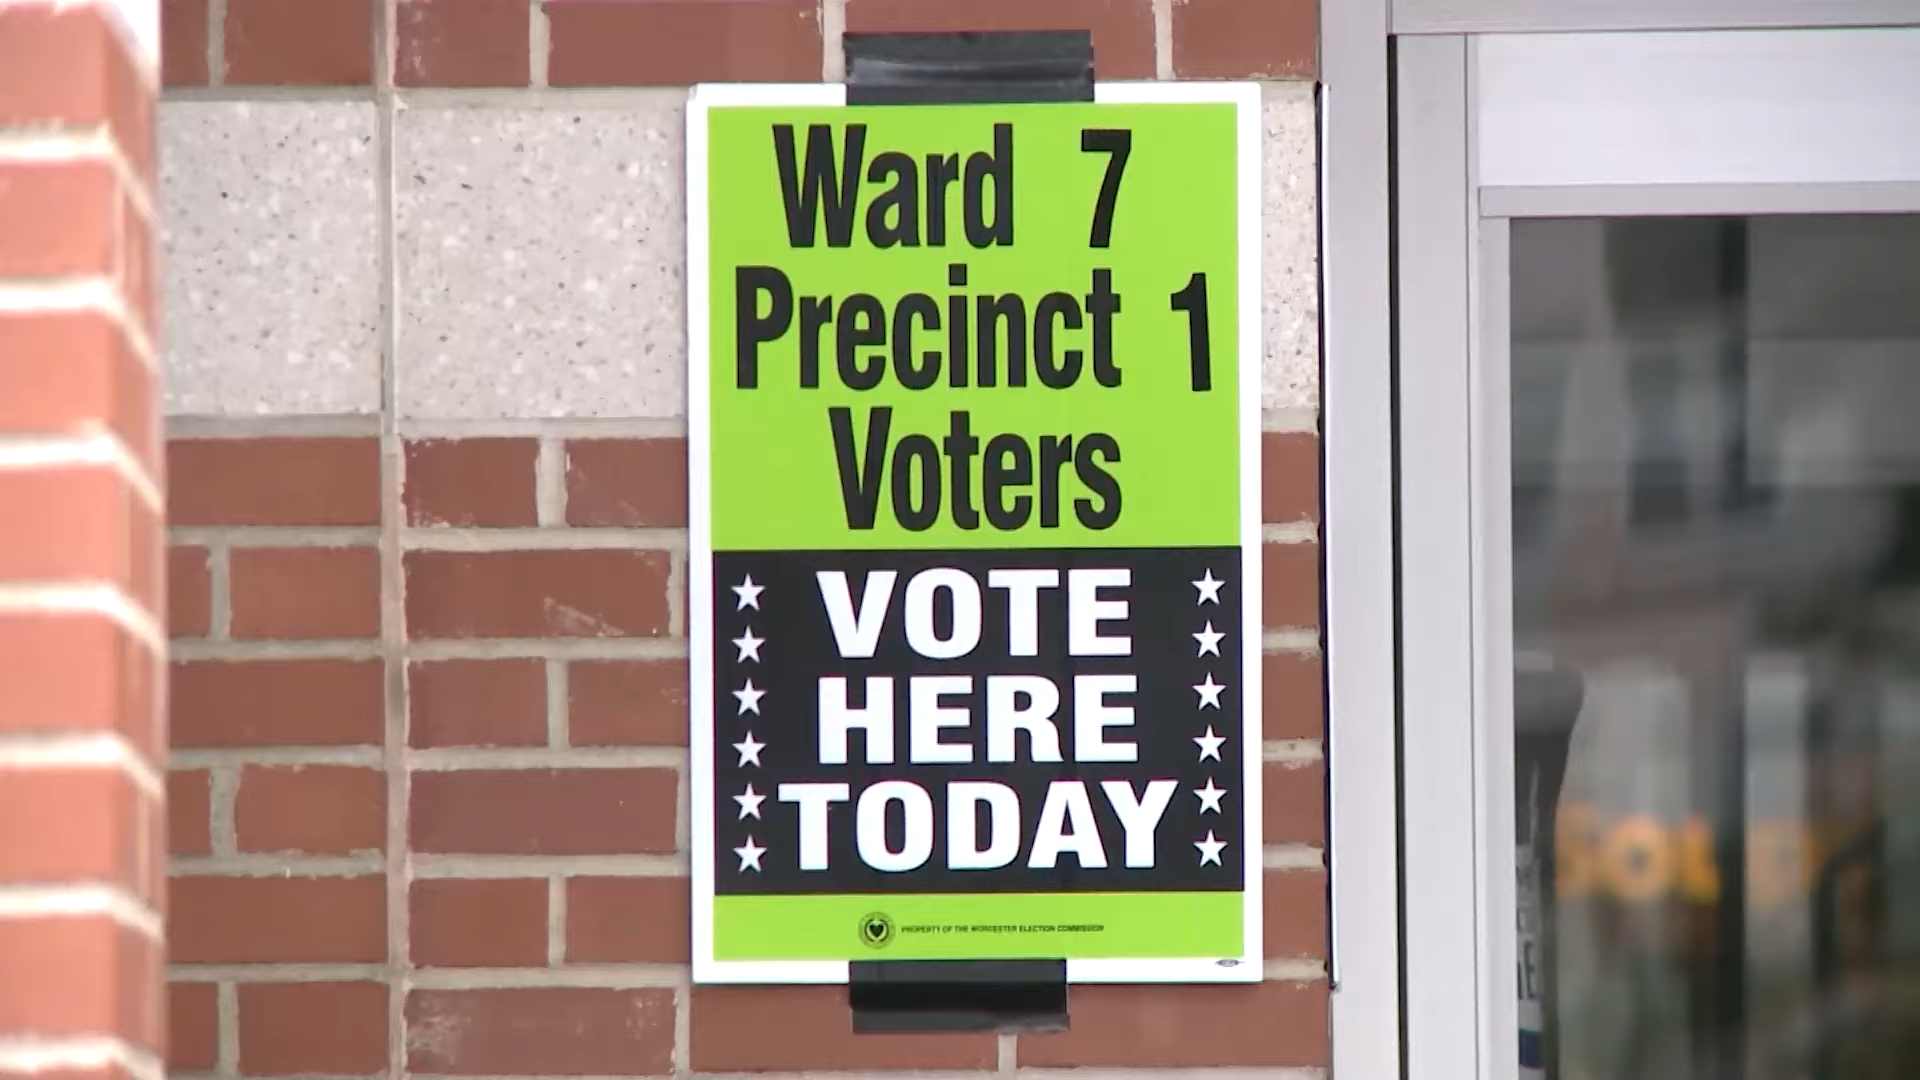 Ward 7
Precinct 1
Voters
VOTE
HERE
TODAY
PROPERTY OF THE WORCESTER ELECTION COMMISSION